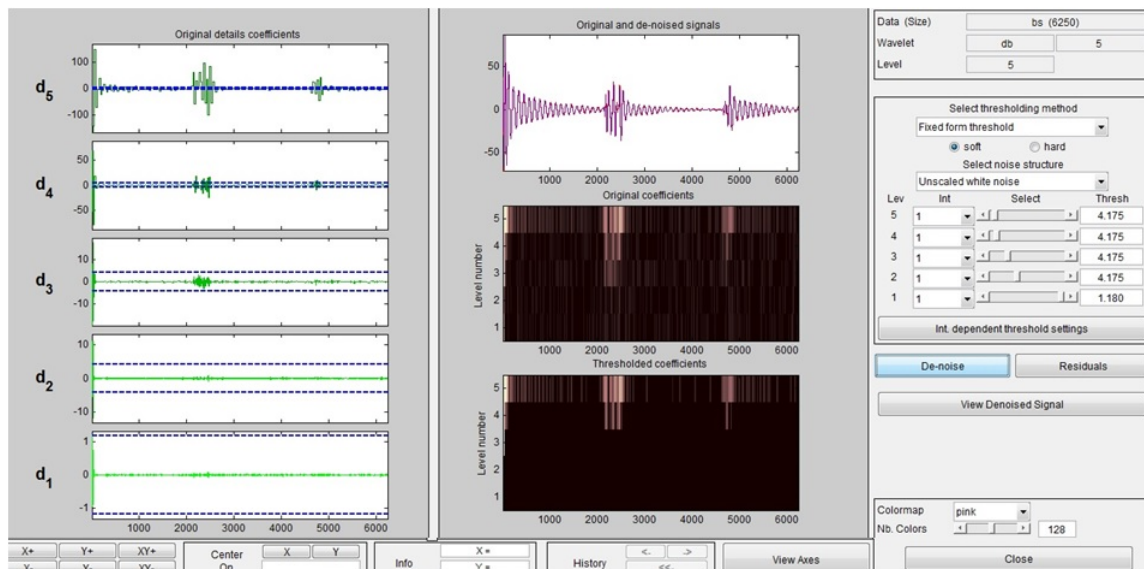 Original details coefficients
d5
100
0
-100
d4
50
0
-50
d3
10
0
-10
d2
10
0
-10
d1
1
0
-1
1000 2000 3000 4000 5000 6000
Original and de-noised signals
50
0
-50
1000 2000 3000 4000 5000 6000
Original coefficients
Level number
5
4
3
2
1
1000 2000 3000 4000 5000 6000
Thresholded coefficients
Level number
5
4
3
2
1
1000 2000 3000 4000 5000 6000
Data (Size) bs (6250)
Wavelet db 5
Level 5
Select thresholding method
Fixed form threshold
soft hard
Select noise structure
Unscaled white noise
Lev Int Select Thresh
5 1 4.175
4 1 4.175
3 1 4.175
2 1 4.175
1 1 1.180
Int. dependent threshold settings
De-noise Residuals
View Denoised Signal
Colormap pink
Nb. Colors 128
Close
X+ Y+ XY+
X- Y- XY-
Center
On
X Y
Info
X =
Y =
History
<- ->
<<-
View Axes